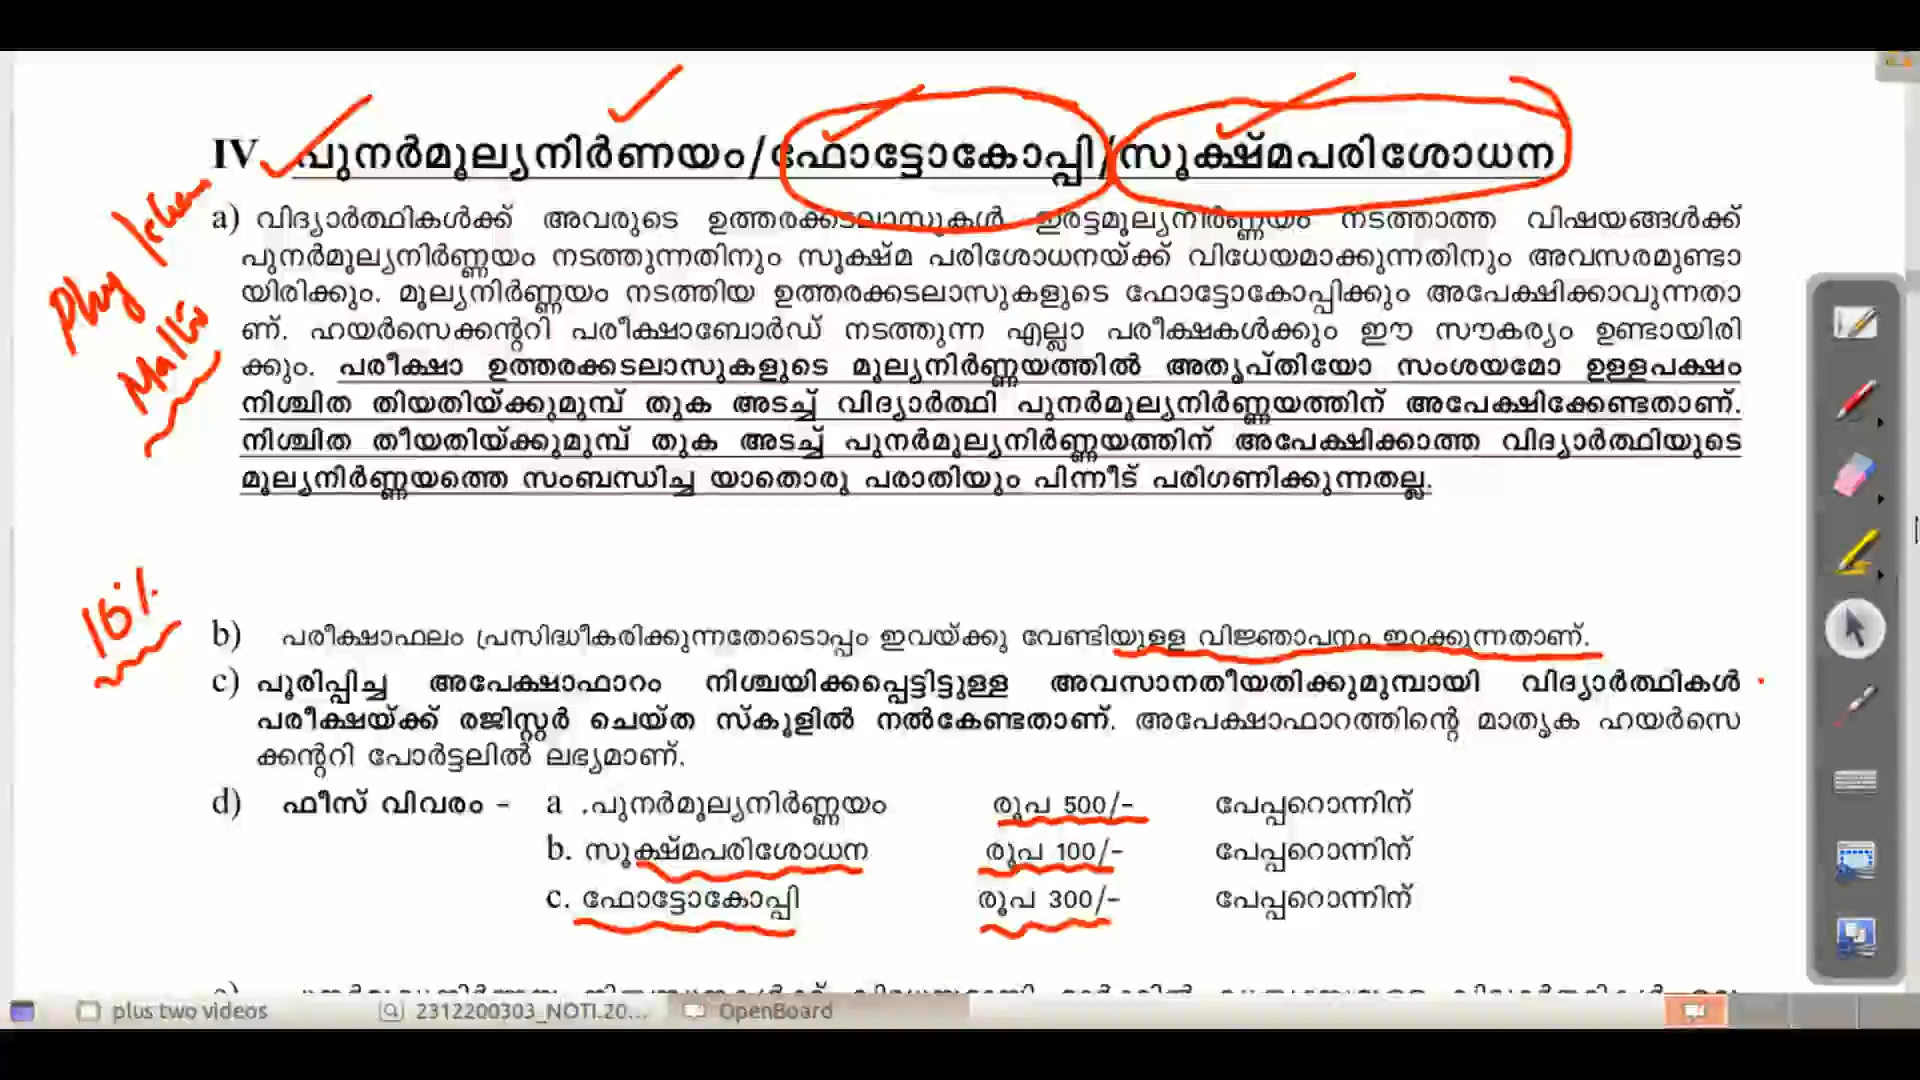 IV പുനർമൂല്യനിർണയം/ഫോട്ടോകോപ്പി/സൂക്ഷ്മപരിശോധന
a) വിദ്യാർത്ഥികൾക്ക് അവരുടെ ഉത്തരക്കടലാസുകൾ ഇരട്ടമൂല്യനിർണ്ണയം നടത്താത്ത വിഷയങ്ങൾക്ക്
പുനർമൂല്യനിർണ്ണയം നടത്തുന്നതിനും സൂക്ഷ്മ പരിശോധനയ്ക്ക് വിധേയമാക്കുന്നതിനും അവസരമുണ്ടാ
യിരിക്കും. മൂല്യനിർണ്ണയം നടത്തിയ ഉത്തരക്കടലാസുകളുടെ ഫോട്ടോകോപ്പിക്കും അപേക്ഷിക്കാവുന്നതാ
ണ്. ഹയർസെക്കന്ററി പരീക്ഷാബോർഡ് നടത്തുന്ന എല്ലാ പരീക്ഷകൾക്കും ഈ സൗകര്യം ഉണ്ടായിരി
ക്കും. പരീക്ഷാ ഉത്തരക്കടലാസുകളുടെ മൂല്യനിർണ്ണയത്തിൽ അതൃപ്തിയോ സംശയമോ ഉള്ളപക്ഷം
നിശ്ചിത തിയതിയ്ക്കുമുമ്പ് തുക അടച്ച് വിദ്യാർത്ഥി പുനർമൂല്യനിർണ്ണയത്തിന് അപേക്ഷിക്കേണ്ടതാണ്.
നിശ്ചിത തീയതിയ്ക്കുമുമ്പ് തുക അടച്ച് പുനർമൂല്യനിർണ്ണയത്തിന് അപേക്ഷിക്കാത്ത വിദ്യാർത്ഥിയുടെ
മൂല്യനിർണ്ണയത്തെ സംബന്ധിച്ച യാതൊരു പരാതിയും പിന്നീട് പരിഗണിക്കുന്നതല്ല.
Phy
10%
b) പരീക്ഷാഫലം പ്രസിദ്ധീകരിക്കുന്നതോടൊപ്പം ഇവയ്ക്കു വേണ്ടിയുള്ള വിജ്ഞാപനം ഇറക്കുന്നതാണ്.
c) പൂരിപ്പിച്ച അപേക്ഷാഫാറം നിശ്ചയിക്കപ്പെട്ടിട്ടുള്ള അവസാനതീയതിക്കുമുമ്പായി വിദ്യാർത്ഥികൾ
പരീക്ഷയ്ക്ക് രജിസ്റ്റർ ചെയ്ത സ്കൂളിൽ നൽകേണ്ടതാണ്. അപേക്ഷാഫാറത്തിന്റെ മാതൃക ഹയർസെ
ക്കന്ററി പോർട്ടലിൽ ലഭ്യമാണ്.
d) ഫീസ് വിവരം - a .പുനർമൂല്യനിർണ്ണയം രൂപ 500/- പേപ്പറൊന്നിന്
b. സൂക്ഷ്മപരിശോധന രൂപ 100/- പേപ്പറൊന്നിന്
c. ഫോട്ടോകോപ്പി രൂപ 300/- പേപ്പറൊന്നിന്
plus two videos 2312200303_NOTI.20... OpenBoard